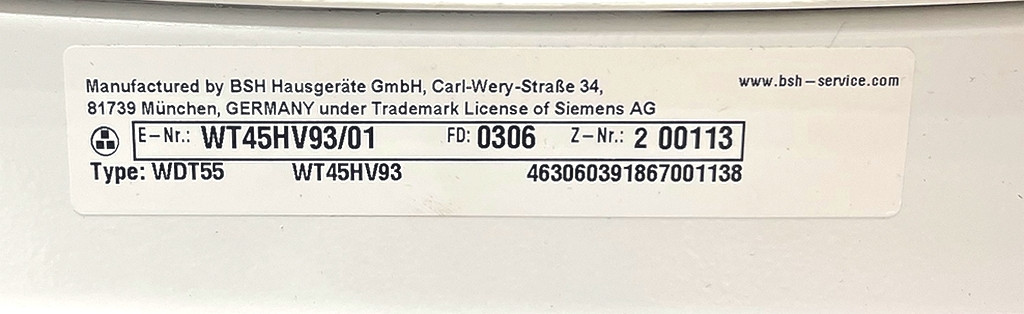 Manufactured by BSH Hausgeräte GmbH, Carl-Wery-Straße 34,
www.bsh-service.com
81739 München, GERMANY under Trademark License of Siemens AG
E-Nr.: WT45HV93/01 FD: 0306 Z-Nr.: 2 00113
Type: WDT55 WT45HV93 463060391867001138